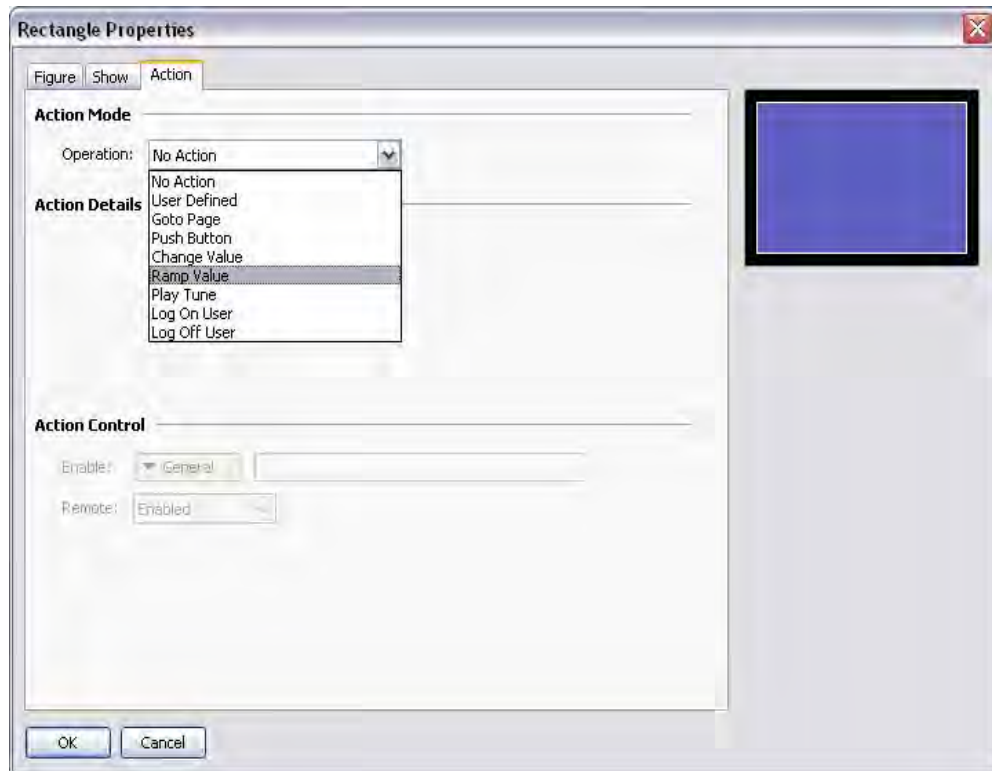 Rectangle Properties
Figure Show Action
Action Mode
Operation: No Action
No Action
User Defined
Action Details
Goto Page
Push Button
Change Value
Ramp Value
Play Tune
Log On User
Log Off User
Action Control
Enable: General
Remote: Enabled
OK Cancel